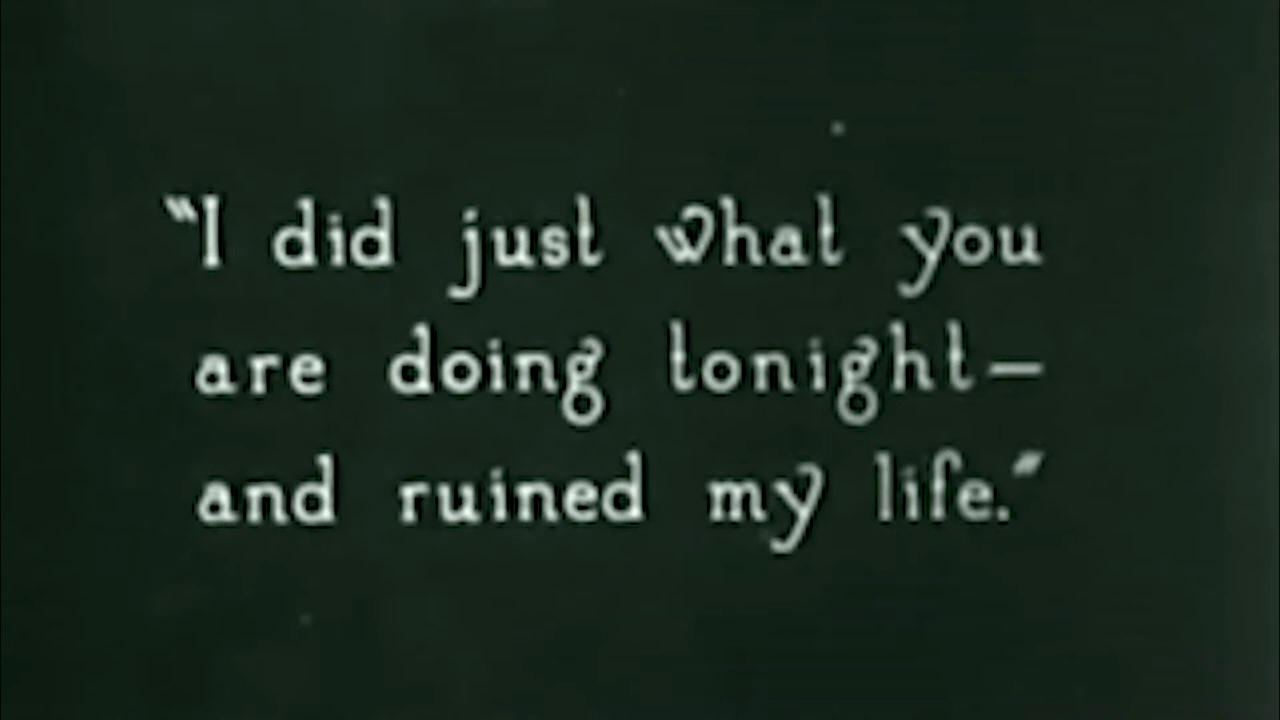 "I did just what you
are doing tonight—
and ruined my life."